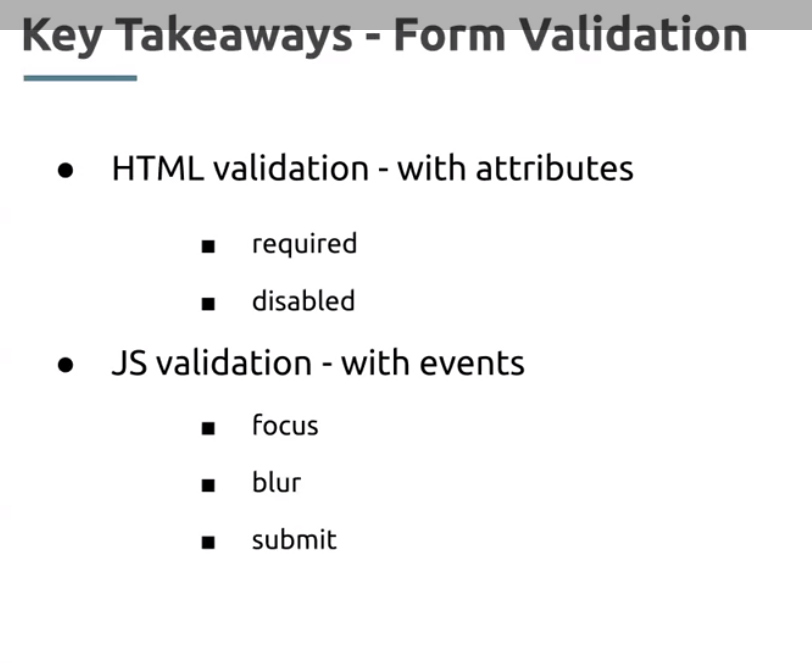 Key Takeaways - Form Validation
● HTML validation - with attributes
■ required
■ disabled
● JS validation - with events
■ focus
■ blur
■ submit